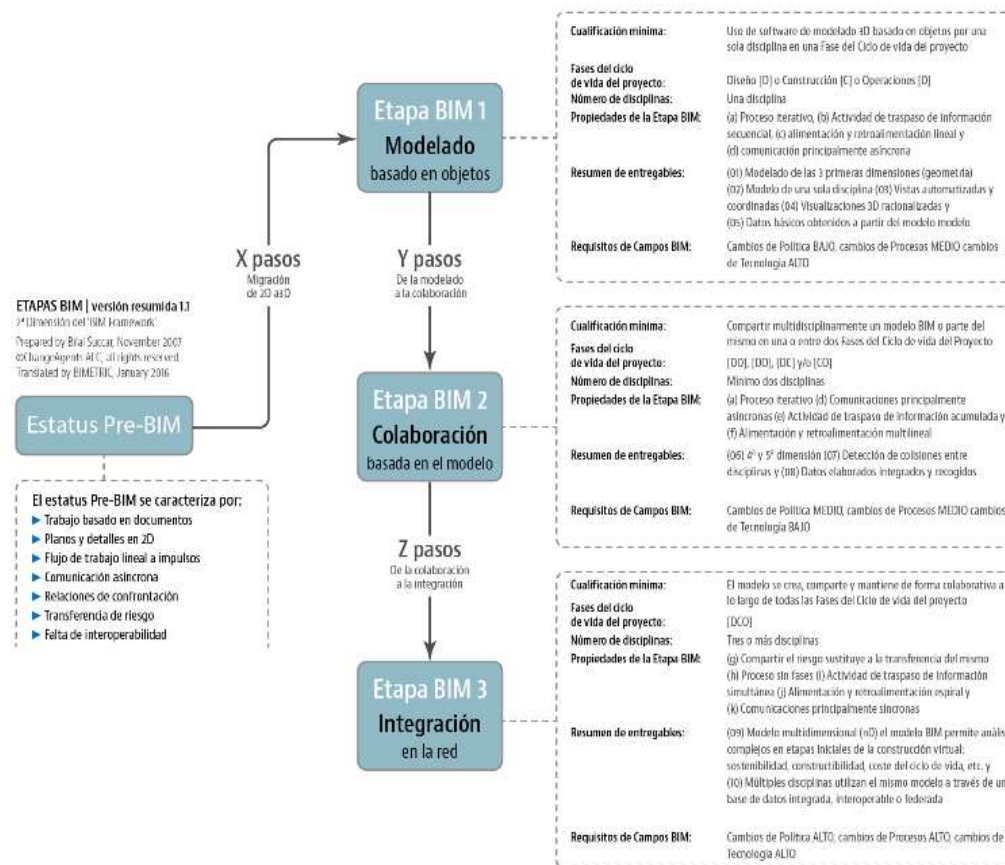 Etapa BIM 1
Modelado
basado en objetos
Cualificación mínima:
Uso de software de modelado 3D basado en objetos por una
sola disciplina en una Fase del Ciclo de vida del proyecto
Fases del ciclo
de vida del proyecto:
Diseño [D] o Construcción [C] o Operaciones [D]
Número de disciplinas:
Una disciplina
Propiedades de la Etapa BIM:
(a) Proceso iterativo, (b) Actividad de traspaso de información
secuencial, (c) alimentación y retroalimentación lineal y
(d) comunicación principalmente asíncrona
Resumen de entregables:
(01) Modelado de las 3 primeras dimensiones (geometría)
(02) Modelo de una sola disciplina (03) Vistas automatizadas y
coordinadas (04) Visualizaciones 3D racionalizadas y
(05) Datos básicos obtenidos a partir del modelo modelo
Requisitos de Campos BIM:
Cambios de Política BAJO, cambios de Procesos MEDIO cambios
de Tecnología ALTO
X pasos
Migración
de 2D a 3D
Y pasos
De la modelado
a la colaboración
ETAPAS BIM | versión resumida 1.1
2ª Dimensión del 'BIM Framework'
Prepared by Bilal Succar, November 2007
©ChangeAgents AEC, all rights reserved
Translated by BIMETRIC, January 2016
Estatus Pre-BIM
El estatus Pre-BIM se caracteriza por:
Trabajo basado en documentos
Planos y detalles en 2D
Flujo de trabajo lineal a impulsos
Comunicación asíncrona
Relaciones de confrontación
Transferencia de riesgo
Falta de interoperabilidad
Etapa BIM 2
Colaboración
basada en el modelo
Cualificación mínima:
Compartir multidisciplinarmente un modelo BIM o parte del
mismo en una o entre dos Fases del Ciclo de vida del Proyecto
Fases del ciclo
de vida del proyecto:
[DD], [DO], [DC] y/o [CO]
Número de disciplinas:
Mínimo dos disciplinas
Propiedades de la Etapa BIM:
(a) Proceso iterativo (d) Comunicaciones principalmente
asíncronas (e) Actividad de traspaso de información acumulada y
(f) Alimentación y retroalimentación multilineal
Resumen de entregables:
(06) 4ª y 5ª dimensión (07) Detección de colisiones entre
disciplinas y (08) Datos elaborados integrados y recogidos
Requisitos de Campos BIM:
Cambios de Política MEDIO, cambios de Procesos MEDIO cambios
de Tecnología BAJO
Z pasos
De la colaboración
a la integración
Etapa BIM 3
Integración
en la red
Cualificación mínima:
El modelo se crea, comparte y mantiene de forma colaborativa a
lo largo de todas las Fases del Ciclo de vida del proyecto
Fases del ciclo
de vida del proyecto:
[DCO]
Número de disciplinas:
Tres o más disciplinas
Propiedades de la Etapa BIM:
(g) Compartir el riesgo sustituye a la transferencia del mismo
(h) Proceso sin fases (i) Actividad de traspaso de información
simultánea (j) Alimentación y retroalimentación espiral y
(k) Comunicaciones principalmente síncronas
Resumen de entregables:
(09) Modelo multidimensional (nD) el modelo BIM permite anális
complejos en etapas iniciales de la construcción virtual:
sostenibilidad, constructibilidad, coste del ciclo de vida, etc. y
(10) Múltiples disciplinas utilizan el mismo modelo a través de un
base de datos integrada, interoperable o federada
Requisitos de Campos BIM:
Cambios de Política ALTO, cambios de Procesos ALTO, cambios de
Tecnología ALTO